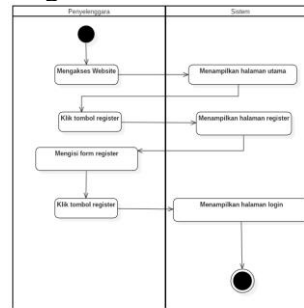 Penyelenggara
Sistem
Mengakses Website
Menampilkan halaman utama
Klik tombol register
Menampilkan halaman register
Mengisi form register
Klik tombol register
Menampilkan halaman login